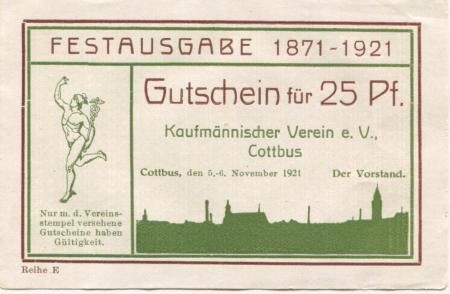 FESTAUSGABE 1871-1921
Gutschein für 25 Pf.
Kaufmännischer Verein e. V.,
Cottbus
Cottbus, den 5.-6. November 1921 Der Vorstand.
Nur m. d. Vereins-
stempel versehene
Gutscheine haben
Gültigkeit.
Reihe E